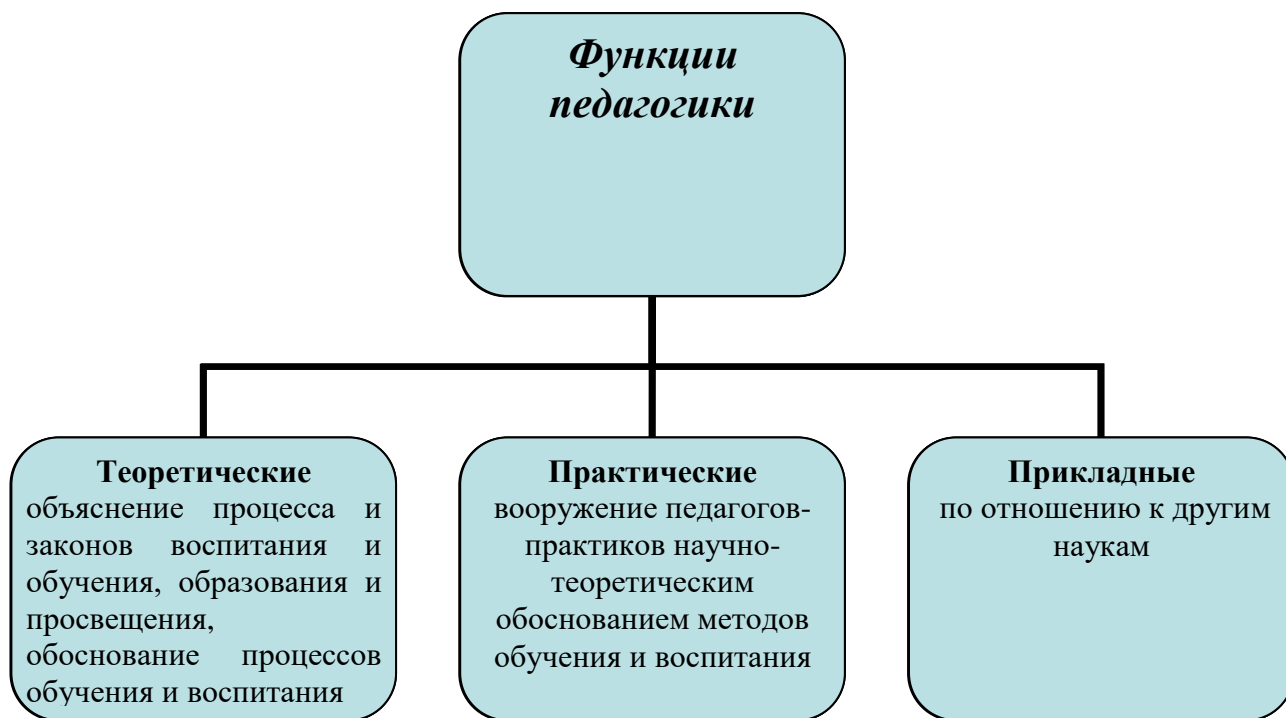 Функции
педагогики
Теоретические
объяснение процесса и
законов воспитания и
обучения, образования и
просвещения,
обоснование процессов
обучения и воспитания
Практические
вооружение педагогов-
практиков научно-
теоретическим
обоснованием методов
обучения и воспитания
Прикладные
по отношению к другим
наукам